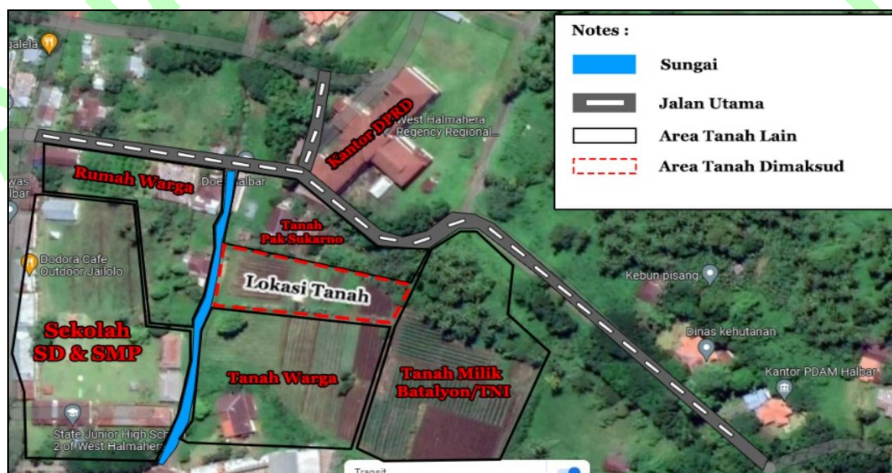 galela
Notes :
Sungai
Jalan Utama
Area Tanah Lain
Area Tanah Dimaksud
Kantor DPRD
West Halmahera
Regency Regional...
Rumah Warga
Tanah
Pak Sukarno
Dodora Cafe
Outdoor Jailolo
Lokasi Tanah
Kebun pisang
Sekolah
SD & SMP
Dinas kehutanan
Tanah Warga
Tanah Milik
Batalyon/TNI
Kantor PDAM Halbar
State Junior High Sch
2 of West Halmahera
Transit